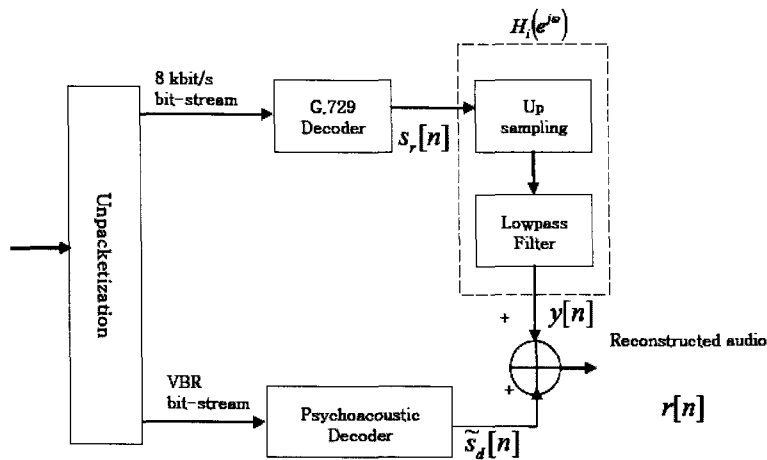 H_i(e^{jω})
8 kbit/s
bit-stream
G.729
Decoder
s_r[n]
Up
sampling
Unpacketization
Lowpass
Filter
+
y[n]
Reconstructed audio
+
r[n]
VBR
bit-stream
Psychoacoustic
Decoder
s̃_d[n]